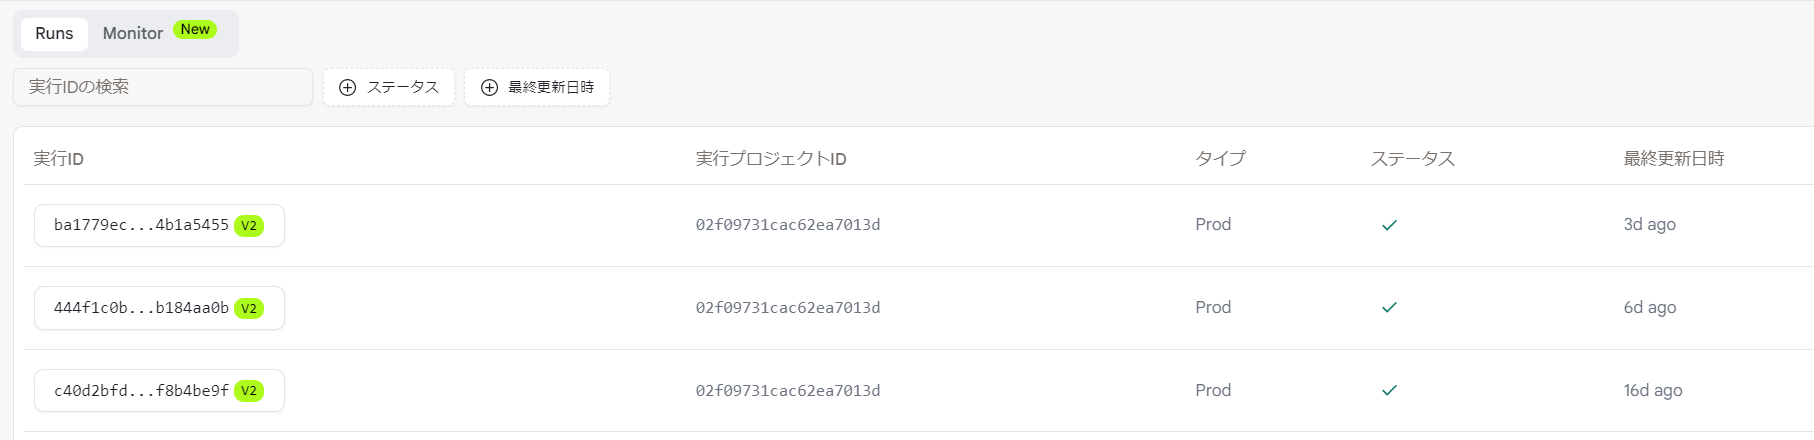 Runs Monitor New
実行IDの検索 ステータス 最終更新日時
実行ID 実行プロジェクトID タイプ ステータス 最終更新日時
ba1779ec...4b1a5455 V2 02f09731cac62ea7013d Prod 3d ago
444f1c0b...b184aa0b V2 02f09731cac62ea7013d Prod 6d ago
c40d2bfd...f8b4be9f V2 02f09731cac62ea7013d Prod 16d ago